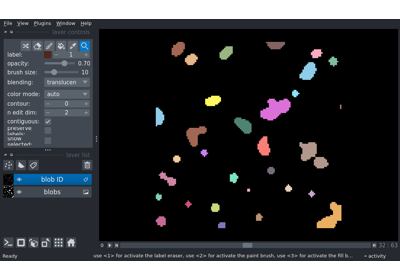 File View Plugins Window Help
layer controls
label: 1
opacity: 0.70
brush size: 10
blending: translucen
color mode: auto
contour: 0
n edit dim: 2
contiguous:
preserve labels:
show selected:
layer list
blob ID
blobs
0 32 63
Ready use <1> for activate the label eraser, use <2> for activate the paint brush, use <3> for activate the fill b... activity